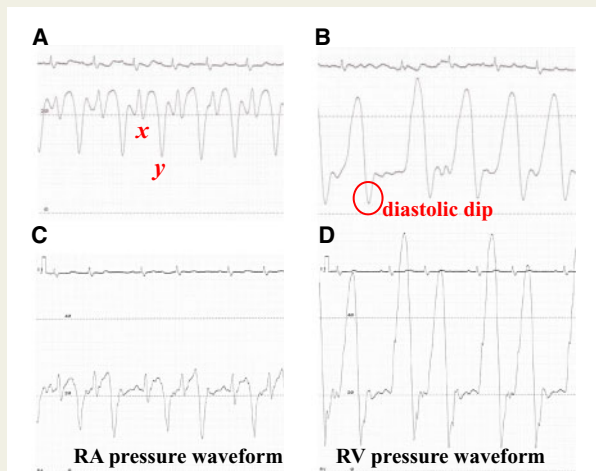 A
B
x
y
diastolic dip
C
D
RA pressure waveform
RV pressure waveform